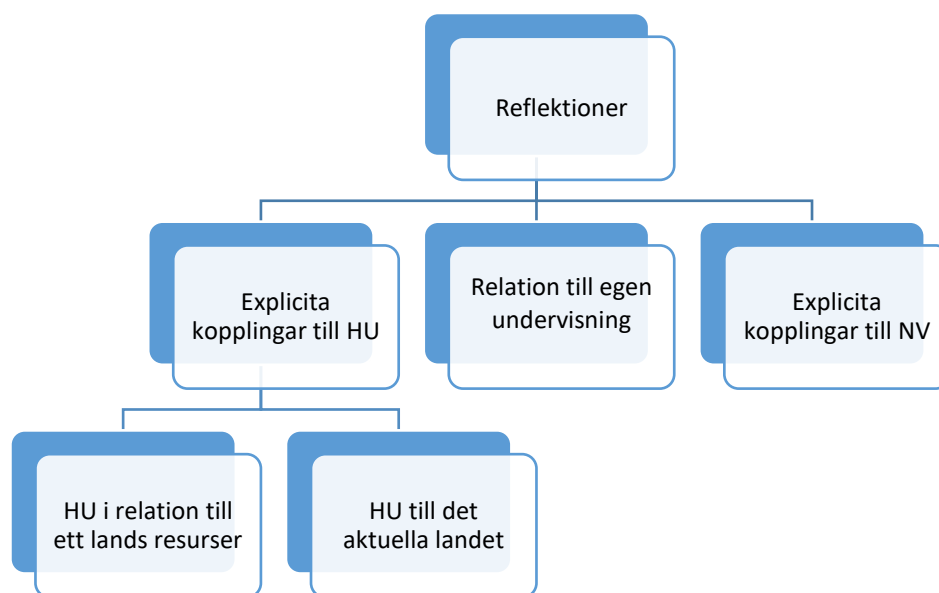 Reflektioner
Explicita
kopplingar till HU
Relation till egen
undervisning
Explicita
kopplingar till NV
HU i relation till
ett lands resurser
HU till det
aktuella landet